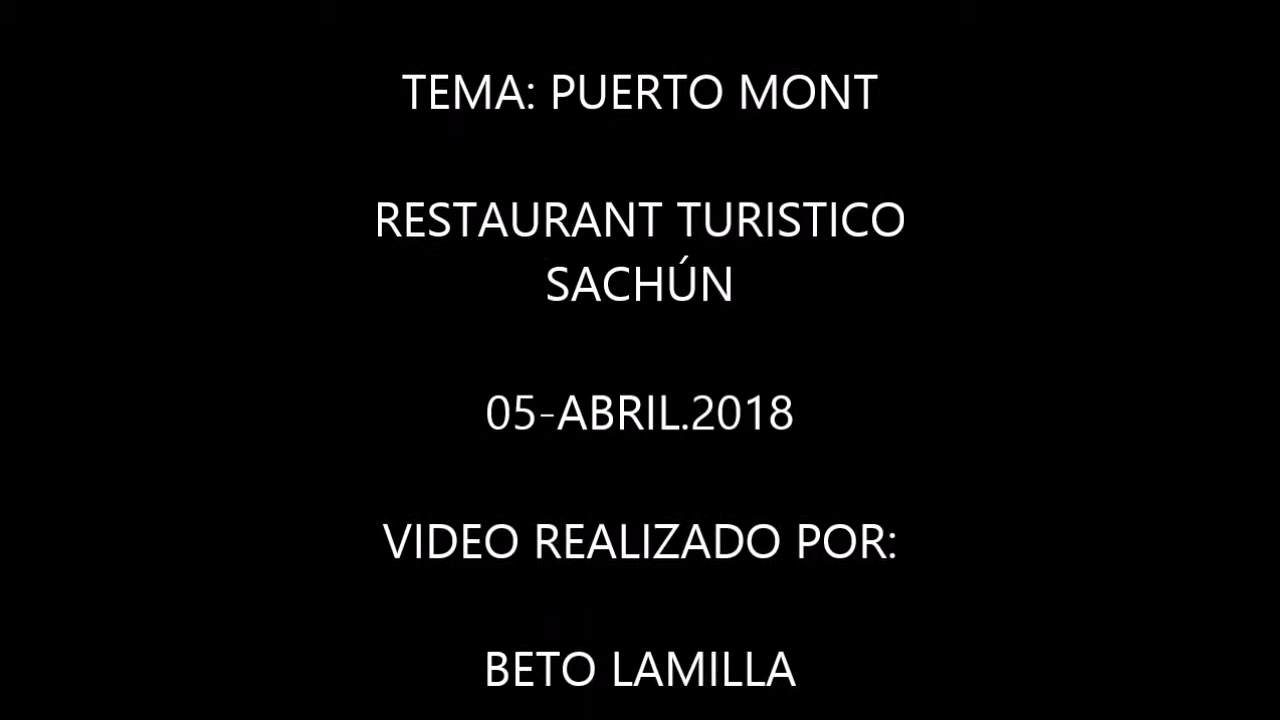 TEMA: PUERTO MONT
RESTAURANT TURISTICO
SACHÚN
05-ABRIL.2018
VIDEO REALIZADO POR:
BETO LAMILLA